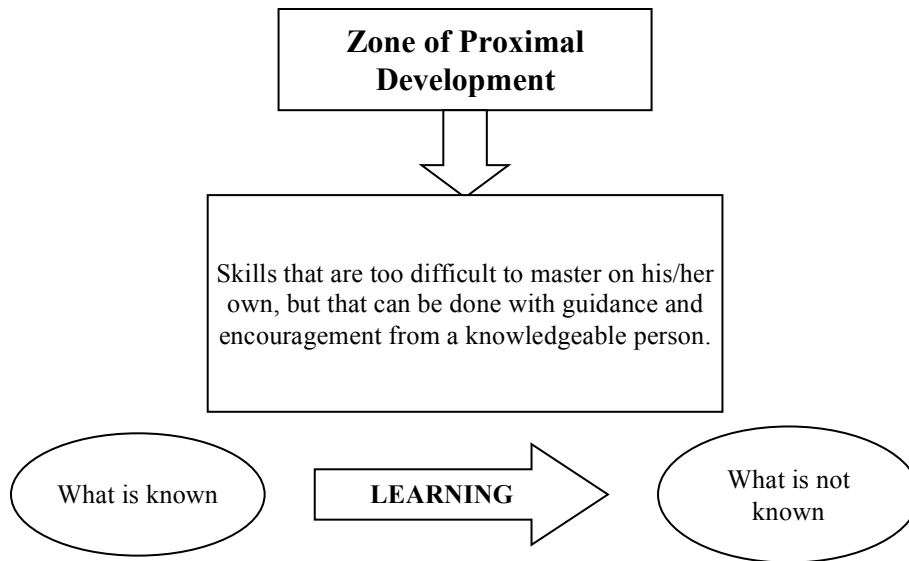 Zone of Proximal
Development
Skills that are too difficult to master on his/her
own, but that can be done with guidance and
encouragement from a knowledgeable person.
What is known
LEARNING
What is not
known